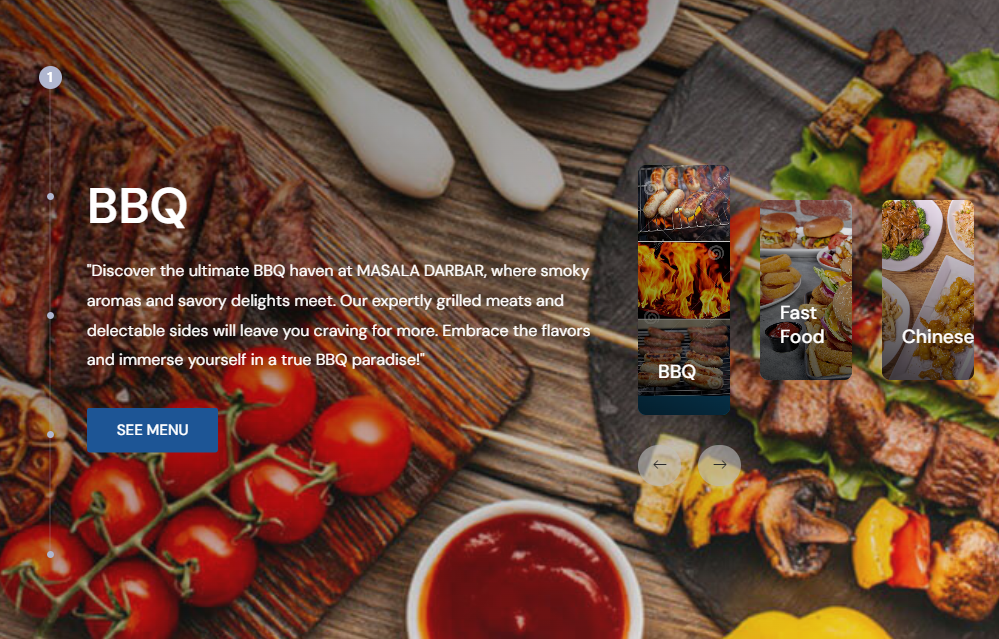 1
BBQ
"Discover the ultimate BBQ haven at MASALA DARBAR, where smoky
aromas and savory delights meet. Our expertly grilled meats and
delectable sides will leave you craving for more. Embrace the flavors
and immerse yourself in a true BBQ paradise!"
SEE MENU
BBQ
Fast
Food
Chinese